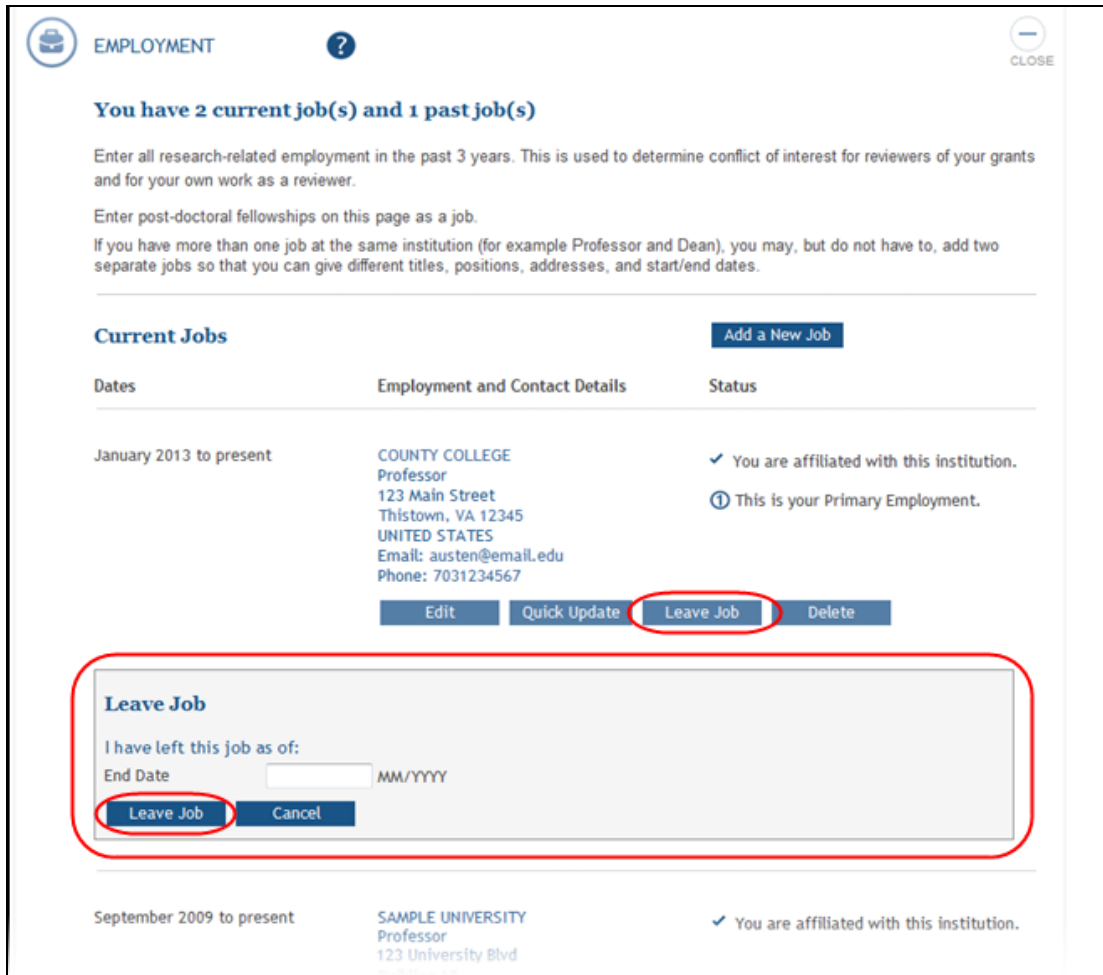 EMPLOYMENT ?
CLOSE
You have 2 current job(s) and 1 past job(s)
Enter all research-related employment in the past 3 years. This is used to determine conflict of interest for reviewers of your grants
and for your own work as a reviewer.
Enter post-doctoral fellowships on this page as a job.
If you have more than one job at the same institution (for example Professor and Dean), you may, but do not have to, add two
separate jobs so that you can give different titles, positions, addresses, and start/end dates.
Current Jobs
Add a New Job
Dates
Employment and Contact Details
Status
January 2013 to present
COUNTY COLLEGE
Professor
123 Main Street
Thistown, VA 12345
UNITED STATES
Email: austen@email.edu
Phone: 7031234567
You are affiliated with this institution.
1 This is your Primary Employment.
Edit
Quick Update
Leave Job
Delete
Leave Job
I have left this job as of:
End Date
MM/YYYY
Leave Job
Cancel
September 2009 to present
SAMPLE UNIVERSITY
Professor
123 University Blvd
You are affiliated with this institution.